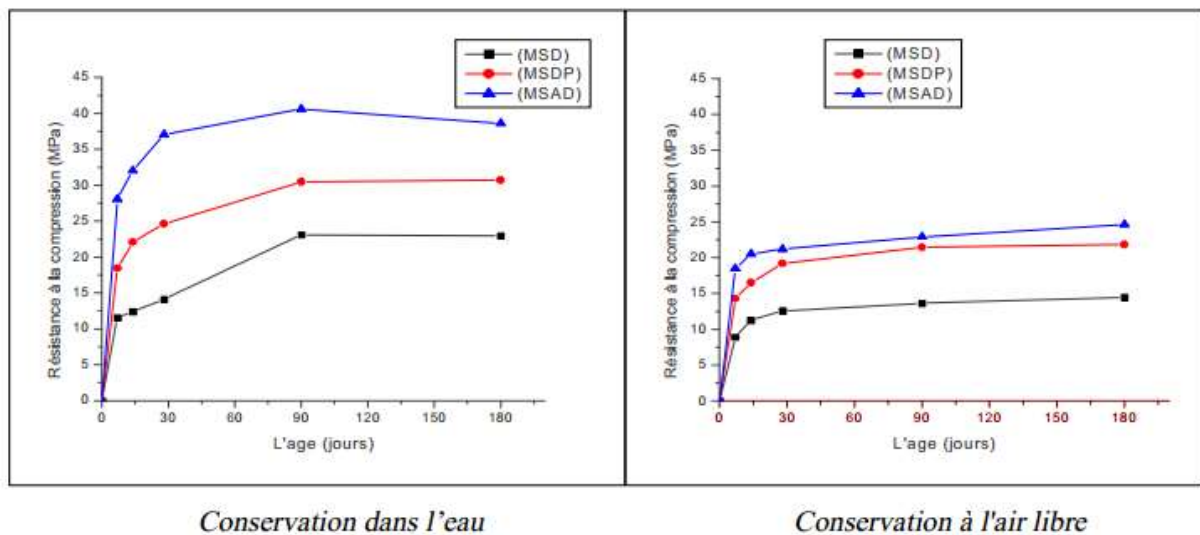 (MSD)
(MSDP)
(MSAD)
45
40
35
30
25
20
15
10
5
0
Résistance à la compression (MPa)
0 30 60 90 120 150 180
L'age (jours)
(MSD)
(MSDP)
(MSAD)
45
40
35
30
25
20
15
10
5
0
Résistance à la compression (MPa)
0 30 60 90 120 150 180
L'age (jours)
Conservation dans l'eau
Conservation à l'air libre